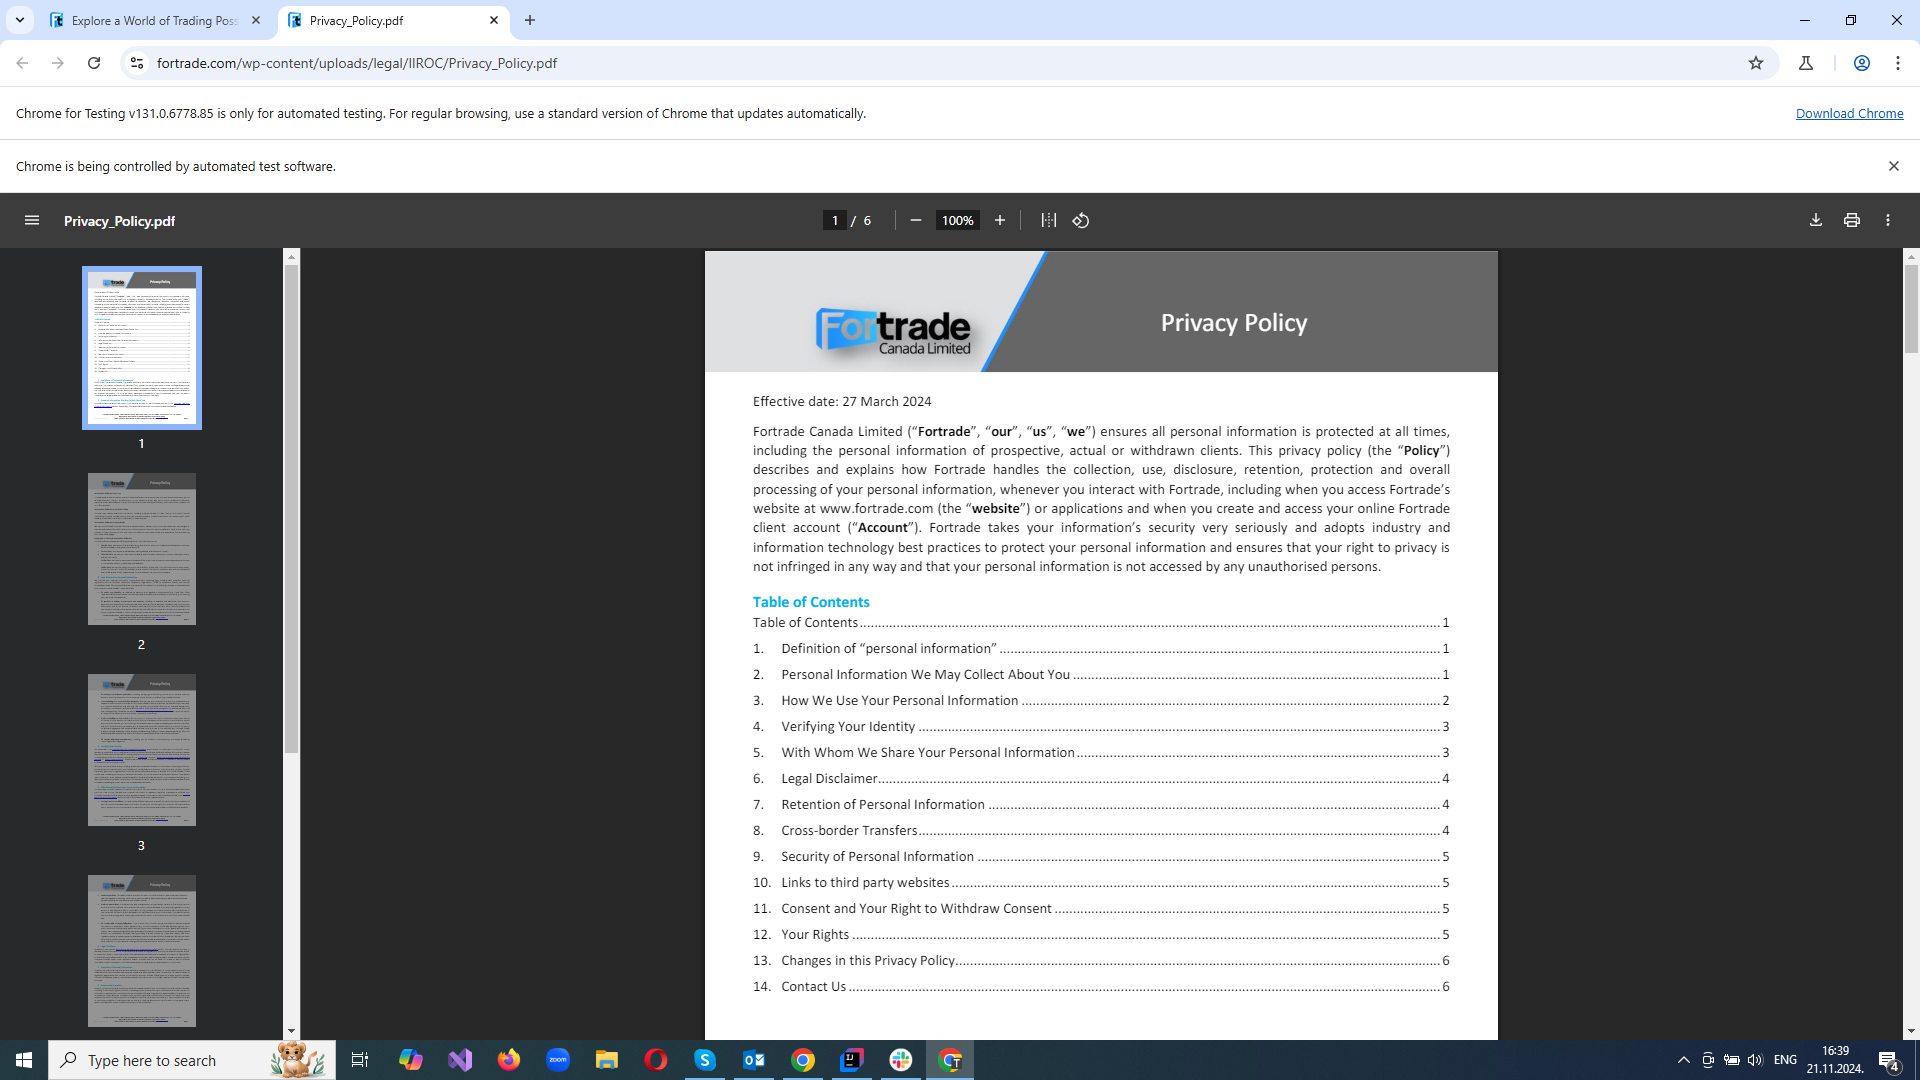 Explore a World of Trading Poss
Privacy_Policy.pdf
fortrade.com/wp-content/uploads/legal/IIROC/Privacy_Policy.pdf
Chrome for Testing v131.0.6778.85 is only for automated testing. For regular browsing, use a standard version of Chrome that updates automatically.
Download Chrome
Chrome is being controlled by automated test software.
Privacy_Policy.pdf
1 / 6
100%
1
2
3
Fortrade
Canada Limited
Privacy Policy
Effective date: 27 March 2024
Fortrade Canada Limited (“Fortrade”, “our”, “us”, “we”) ensures all personal information is protected at all times,
including the personal information of prospective, actual or withdrawn clients. This privacy policy (the “Policy”)
describes and explains how Fortrade handles the collection, use, disclosure, retention, protection and overall
processing of your personal information, whenever you interact with Fortrade, including when you access Fortrade’s
website at www.fortrade.com (the “website”) or applications and when you create and access your online Fortrade
client account (“Account”). Fortrade takes your information’s security very seriously and adopts industry and
information technology best practices to protect your personal information and ensures that your right to privacy is
not infringed in any way and that your personal information is not accessed by any unauthorised persons.
Table of Contents
Table of Contents 1
1. Definition of “personal information” 1
2. Personal Information We May Collect About You 1
3. How We Use Your Personal Information 2
4. Verifying Your Identity 3
5. With Whom We Share Your Personal Information 3
6. Legal Disclaimer 4
7. Retention of Personal Information 4
8. Cross-border Transfers 4
9. Security of Personal Information 5
10. Links to third party websites 5
11. Consent and Your Right to Withdraw Consent 5
12. Your Rights 5
13. Changes in this Privacy Policy 6
14. Contact Us 6
Type here to search
zoom
ENG
16:39
21.11.2024.
4